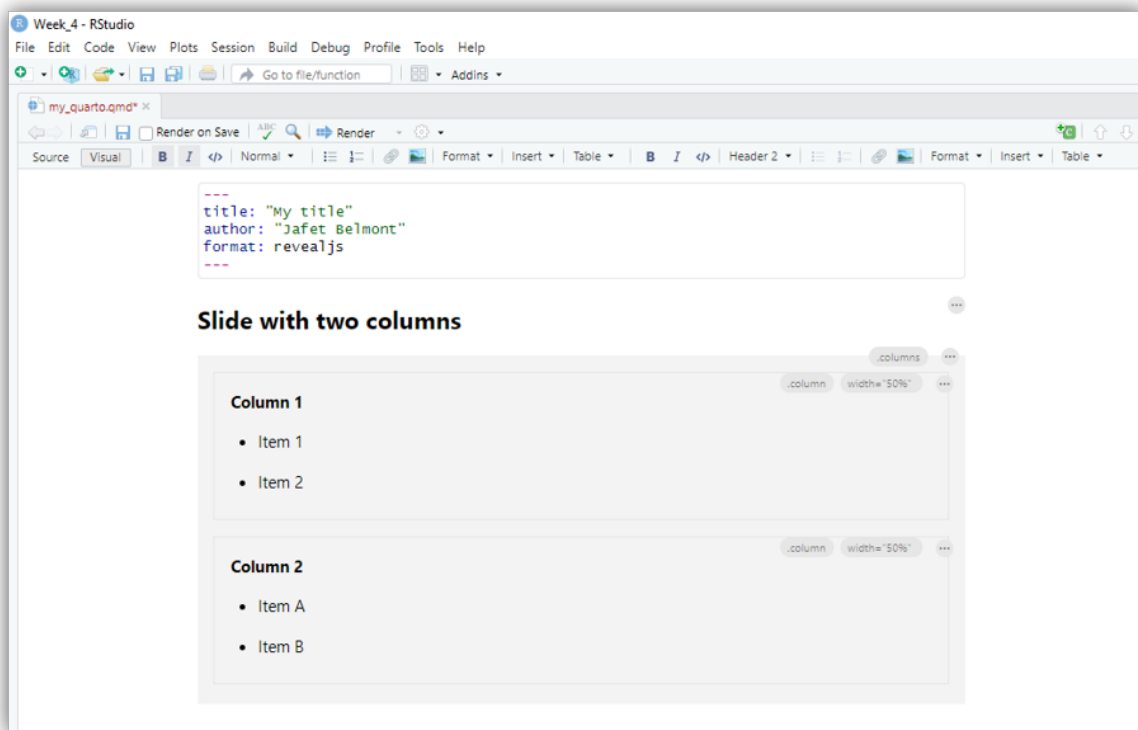 Week_4 - RStudio
File Edit Code View Plots Session Build Debug Profile Tools Help
Go to file/function Addins
my_quarto.qmd*
Render on Save ABC Render
Source Visual B I </> Normal Format Insert Table B I </> Header 2 Format Insert Table
---
title: "My title"
author: "Jafet Belmont"
format: revealjs
---
Slide with two columns
.columns
.column width="50%"
Column 1
• Item 1
• Item 2
.column width="50%"
Column 2
• Item A
• Item B